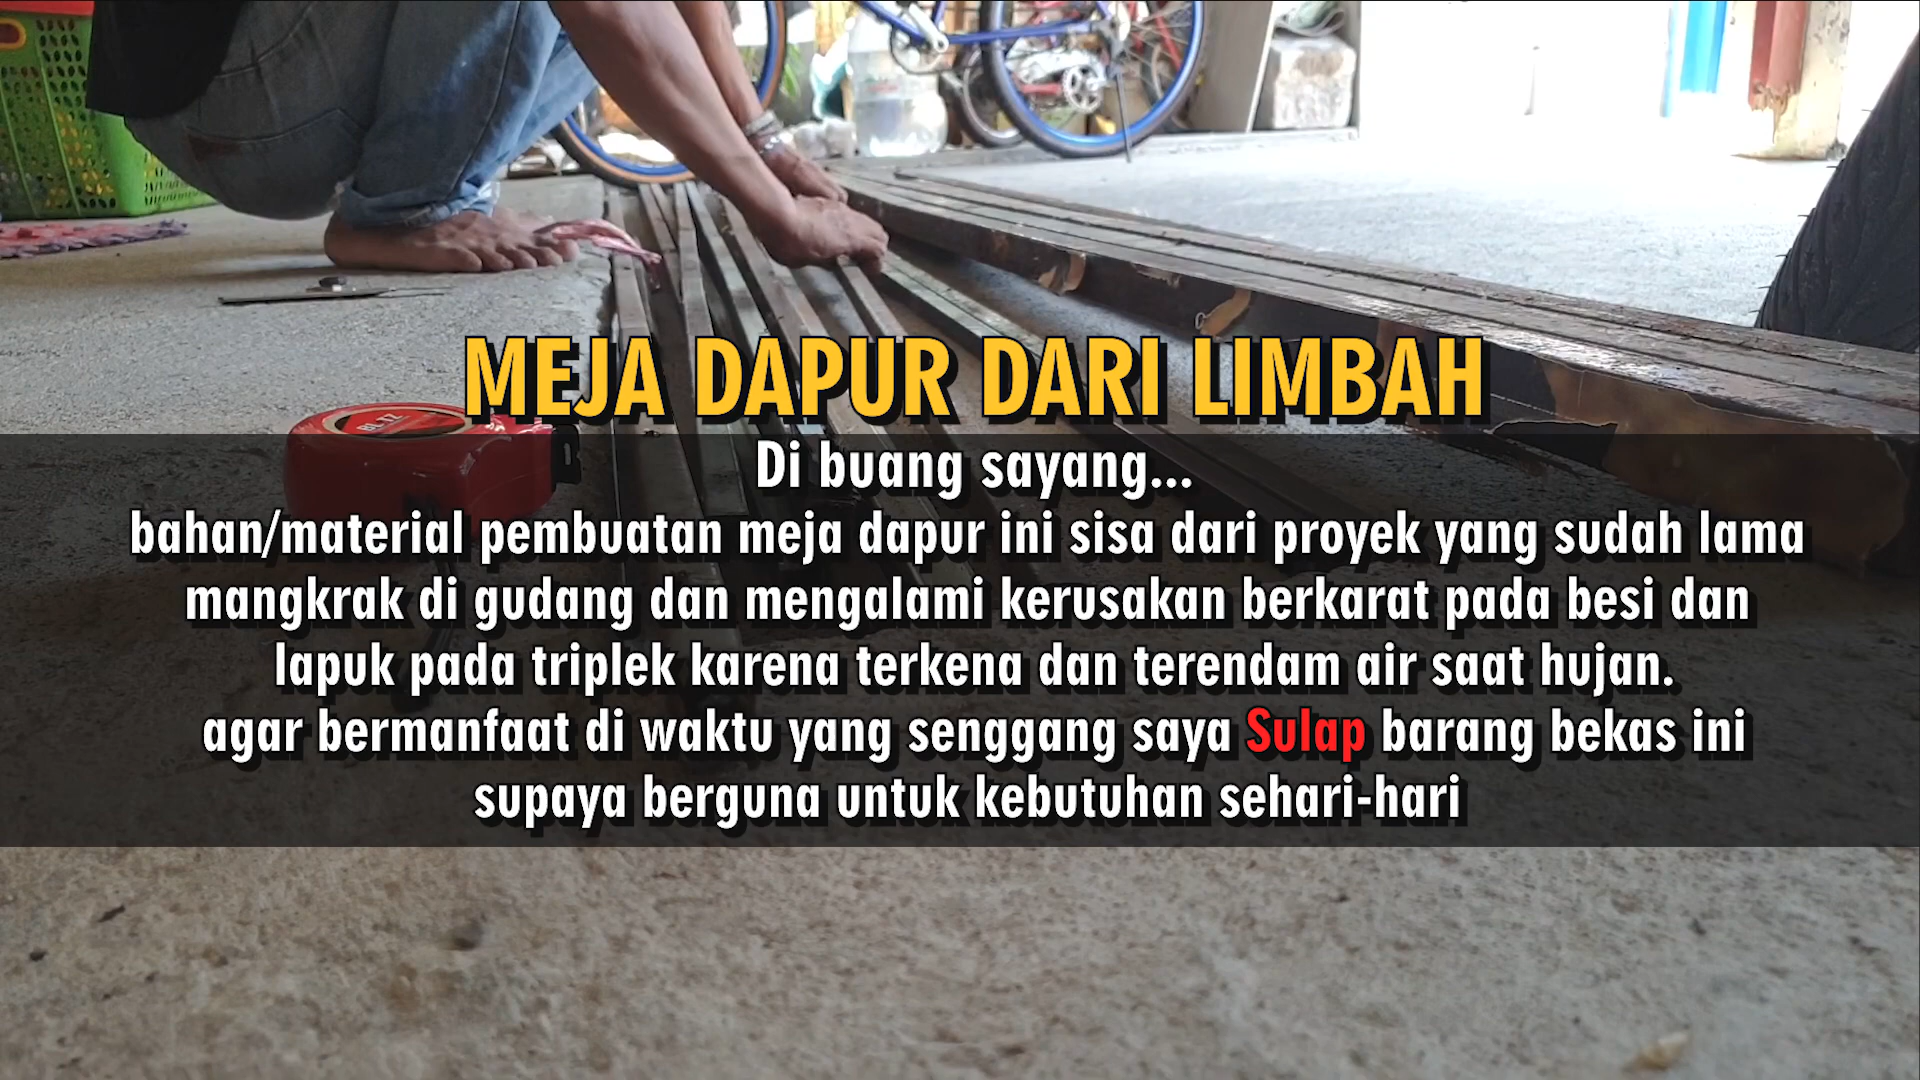 MEJA DAPUR DARI LIMBAH
Di buang sayang...
bahan/material pembuatan meja dapur ini sisa dari proyek yang sudah lama
mangkrak di gudang dan mengalami kerusakan berkarat pada besi dan
lapuk pada triplek karena terkena dan terendam air saat hujan.
agar bermanfaat di waktu yang senggang saya Sulap barang bekas ini
supaya berguna untuk kebutuhan sehari-hari